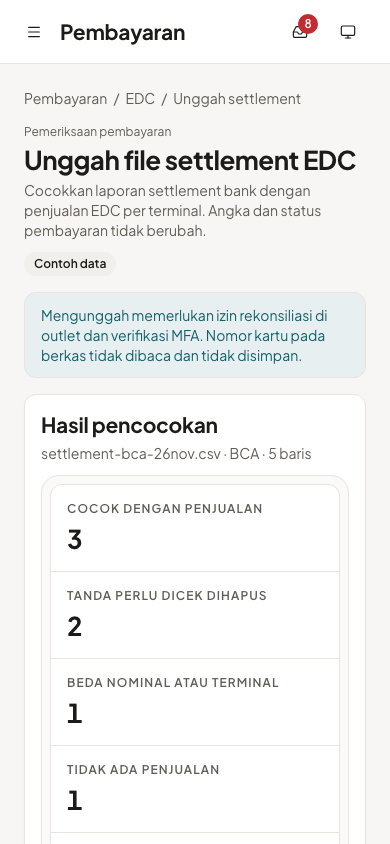 Pembayaran
8
Pembayaran / EDC / Unggah settlement
Pemeriksaan pembayaran
Unggah file settlement EDC
Cocokkan laporan settlement bank dengan
penjualan EDC per terminal. Angka dan status
pembayaran tidak berubah.
Contoh data
Mengunggah memerlukan izin rekonsiliasi di
outlet dan verifikasi MFA. Nomor kartu pada
berkas tidak dibaca dan tidak disimpan.
Hasil pencocokan
settlement-bca-26nov.csv · BCA · 5 baris
COCOK DENGAN PENJUALAN
3
TANDA PERLU DICEK DIHAPUS
2
BEDA NOMINAL ATAU TERMINAL
1
TIDAK ADA PENJUALAN
1